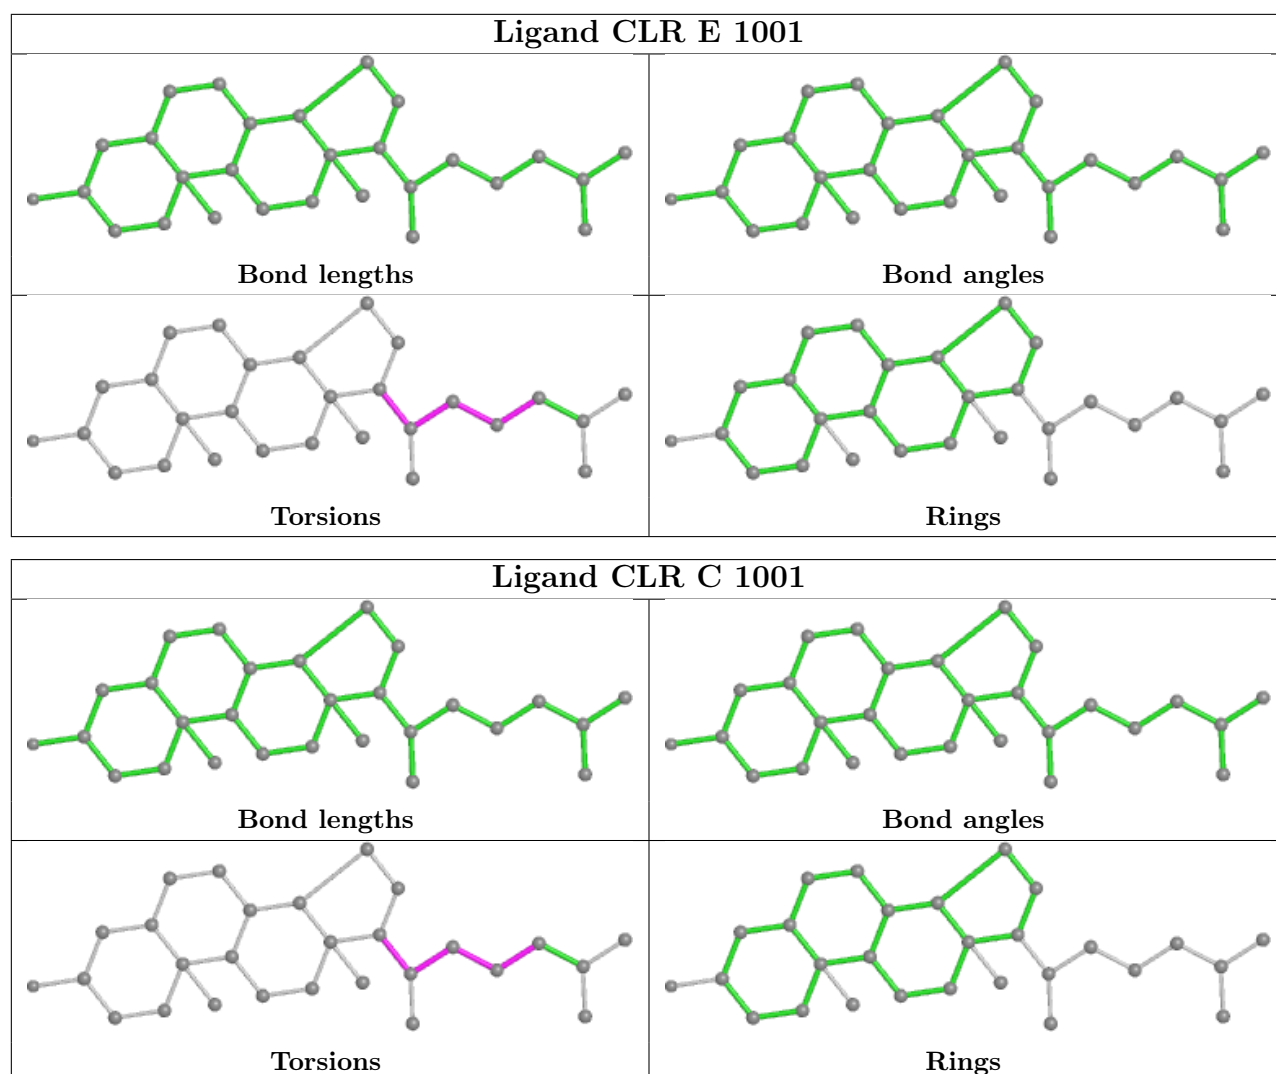 Ligand CLR E 1001
Bond lengths
Bond angles
Torsions
Rings
Ligand CLR C 1001
Bond lengths
Bond angles
Torsions
Rings